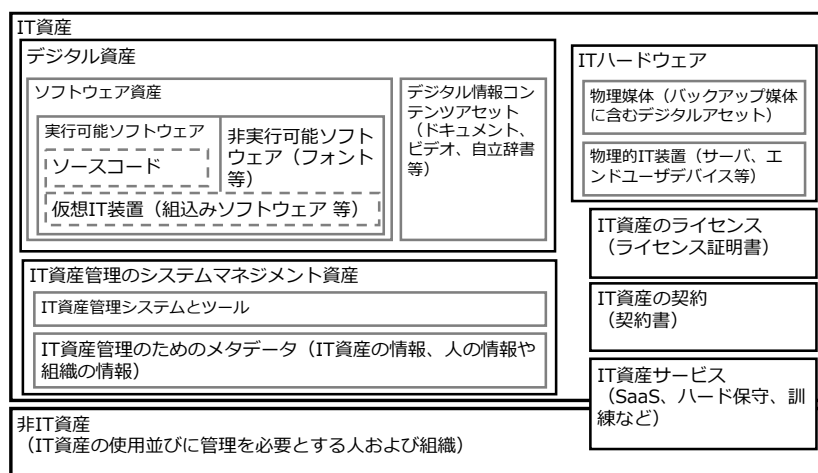 IT資産
デジタル資産
ソフトウェア資産
実行可能ソフトウェア
ソースコード
非実行可能ソフト
ウェア（フォント
等）
仮想IT装置（組込みソフトウェア 等）
デジタル情報コン
テンツアセット
（ドキュメント、
ビデオ、自立辞書
等）
IT資産管理のシステムマネジメント資産
IT資産管理システムとツール
IT資産管理のためのメタデータ（IT資産の情報、人の情報や
組織の情報）
ITハードウェア
物理媒体（バックアップ媒体
に含むデジタルアセット）
物理的IT装置（サーバ、エ
ンドユーザデバイス等）
IT資産のライセンス
（ライセンス証明書）
IT資産の契約
（契約書）
IT資産サービス
（SaaS、ハード保守、訓
練など）
非IT資産
（IT資産の使用並びに管理を必要とする人および組織）